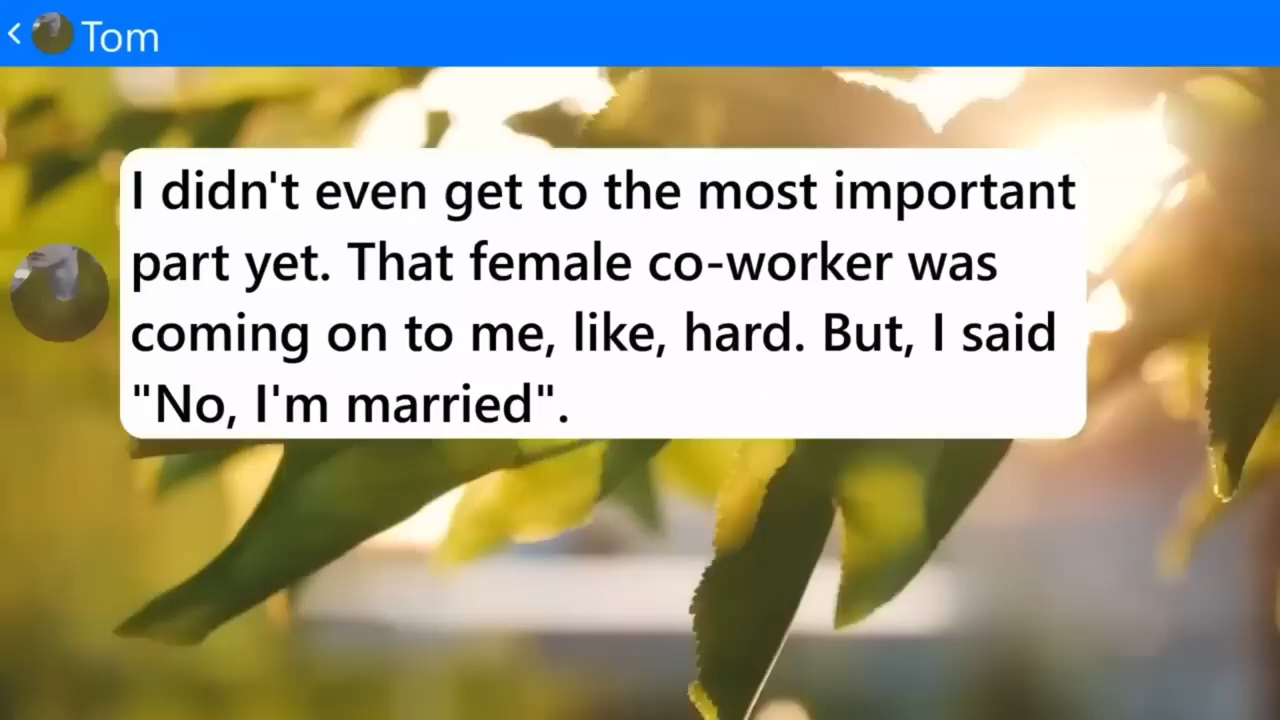 Tom
I didn't even get to the most important
part yet. That female co-worker was
coming on to me, like, hard. But, I said
"No, I'm married".